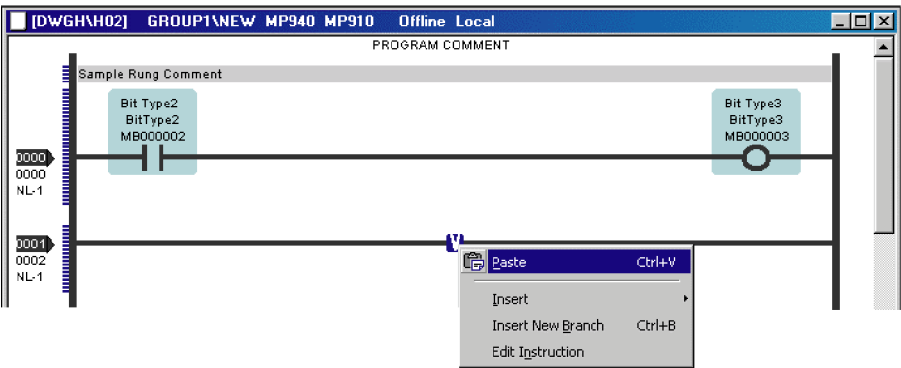 [DWGH\H02] GROUP1\NEW MP940 MP910 Offline Local
PROGRAM COMMENT
Sample Rung Comment
Bit Type2
BitType2
MB000002
Bit Type3
BitType3
MB000003
0000
0000
NL-1
0001
0002
NL-1
Paste Ctrl+V
Insert
Insert New Branch Ctrl+B
Edit Instruction